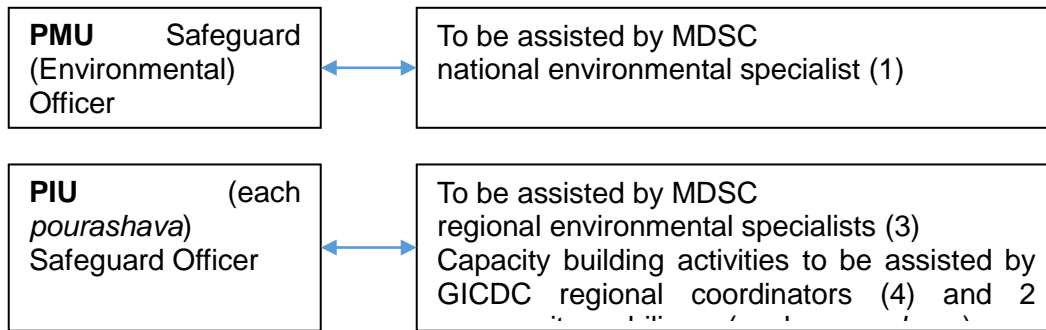 PMU Safeguard
(Environmental)
Officer
To be assisted by MDSC
national environmental specialist (1)
PIU (each
pourashava)
Safeguard Officer
To be assisted by MDSC
regional environmental specialists (3)
Capacity building activities to be assisted by
GICDC regional coordinators (4) and 2